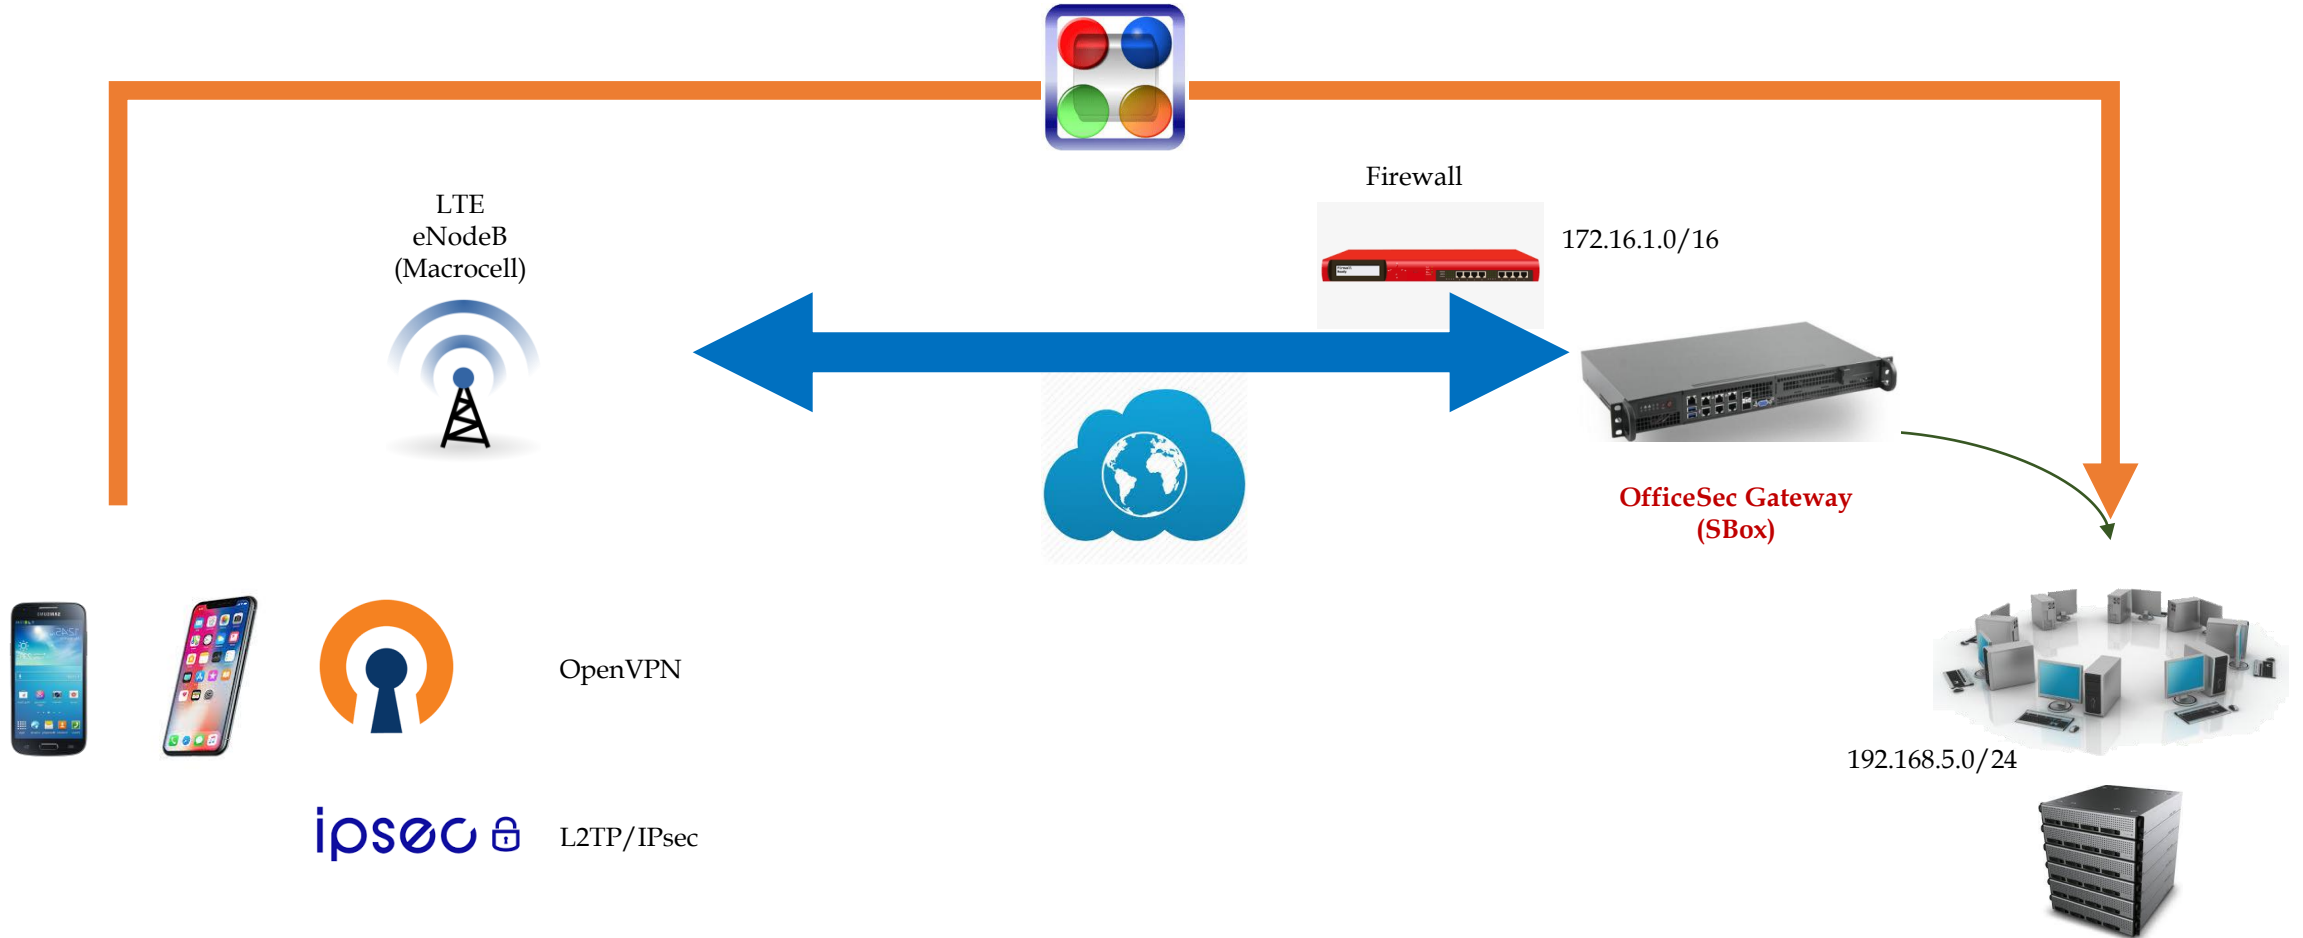 Firewall
LTE
eNodeB
(Macrocell)
172.16.1.0/16
OfficeSec Gateway
(SBox)
OpenVPN
192.168.5.0/24
ipsec
L2TP/IPsec